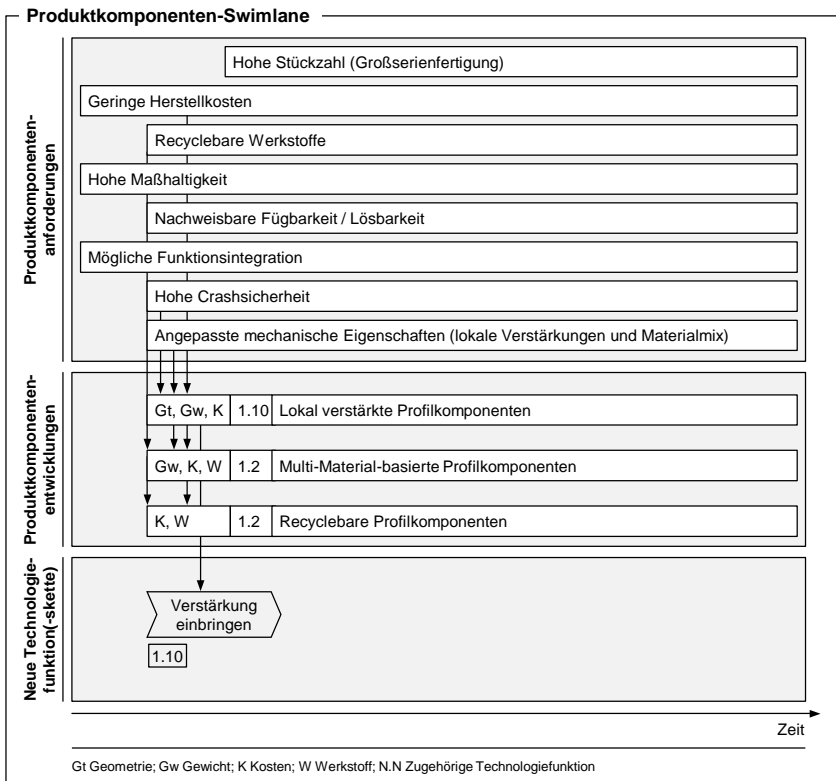 Produktkomponenten-Swimlane
Produktkomponenten-
anforderungen
Hohe Stückzahl (Großserienfertigung)
Geringe Herstellkosten
Recyclebare Werkstoffe
Hohe Maßhaltigkeit
Nachweisbare Fügbarkeit / Lösbarkeit
Mögliche Funktionsintegration
Hohe Crashsicherheit
Angepasste mechanische Eigenschaften (lokale Verstärkungen und Materialmix)
Produktkomponenten-
entwicklungen
Gt, Gw, K 1.10 Lokal verstärkte Profilkomponenten
Gw, K, W 1.2 Multi-Material-basierte Profilkomponenten
K, W 1.2 Recyclebare Profilkomponenten
Neue Technologie-
funktion(-skette)
Verstärkung
einbringen
1.10
Zeit
Gt Geometrie; Gw Gewicht; K Kosten; W Werkstoff; N.N Zugehörige Technologiefunktion